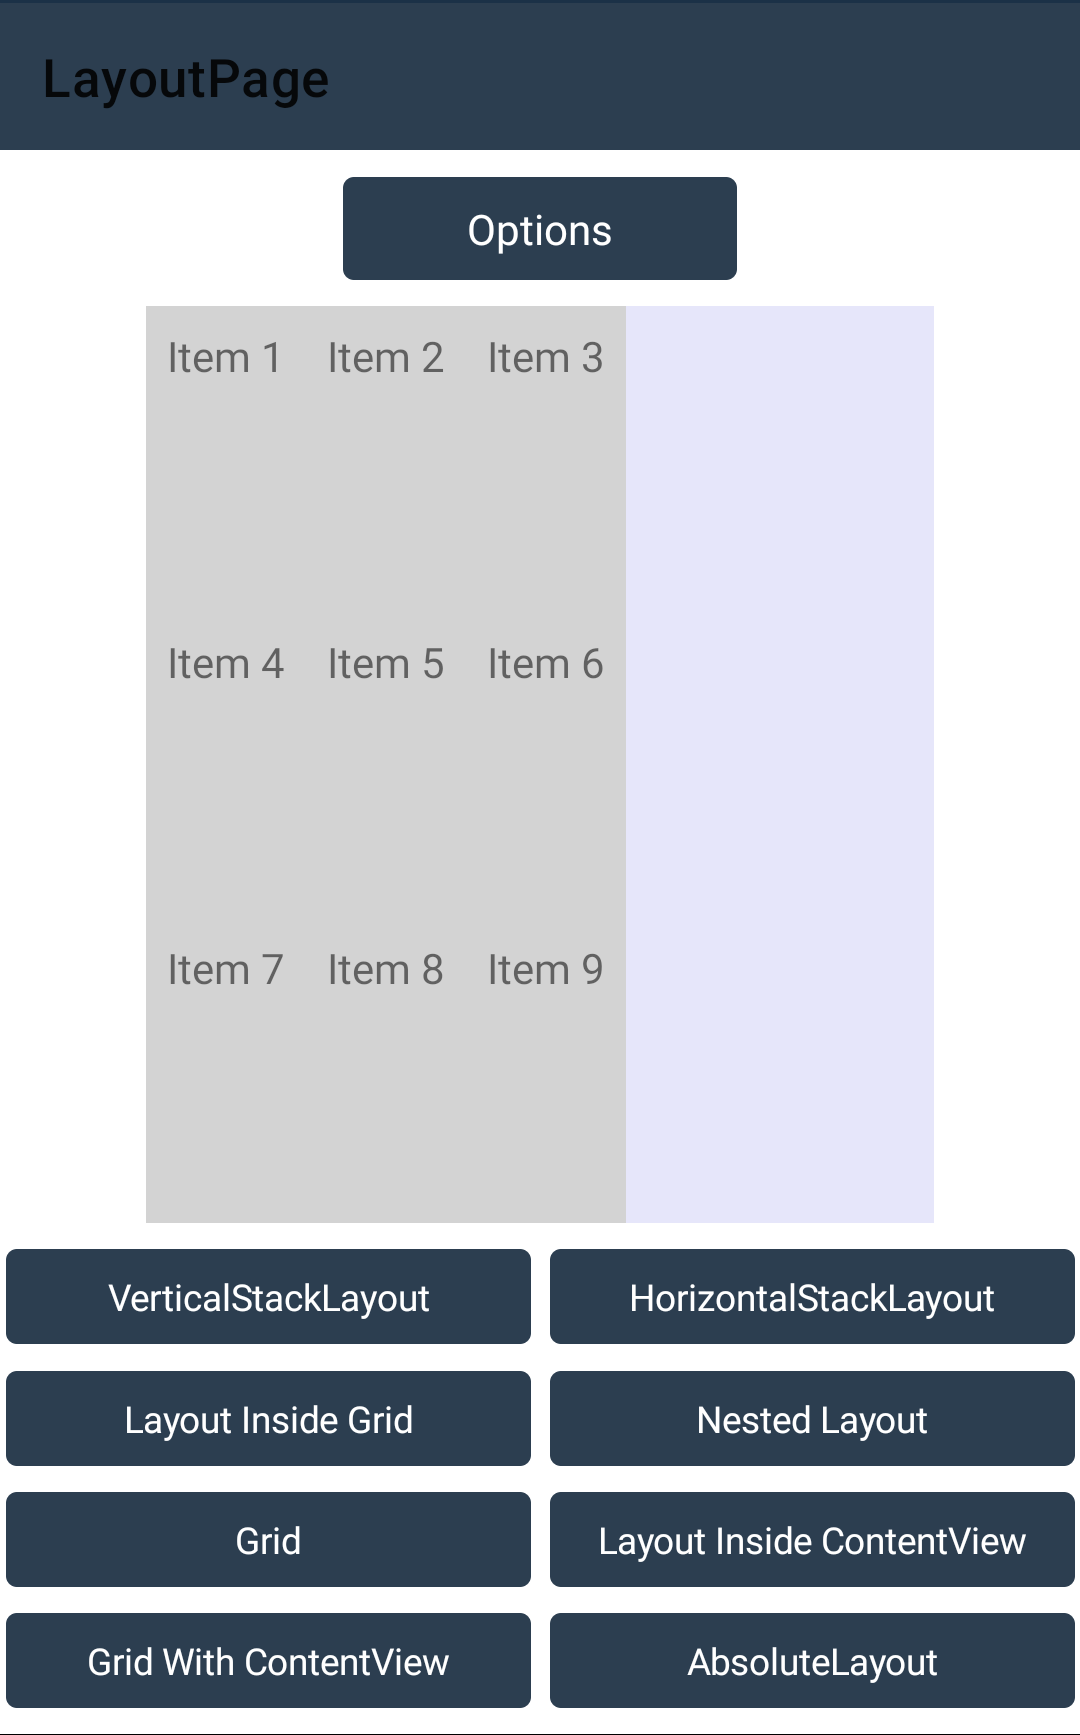 LayoutPage
Options
Item 1 Item 2 Item 3
Item 4 Item 5 Item 6
Item 7 Item 8 Item 9
VerticalStackLayout HorizontalStackLayout
Layout Inside Grid Nested Layout
Grid Layout Inside ContentView
Grid With ContentView AbsoluteLayout